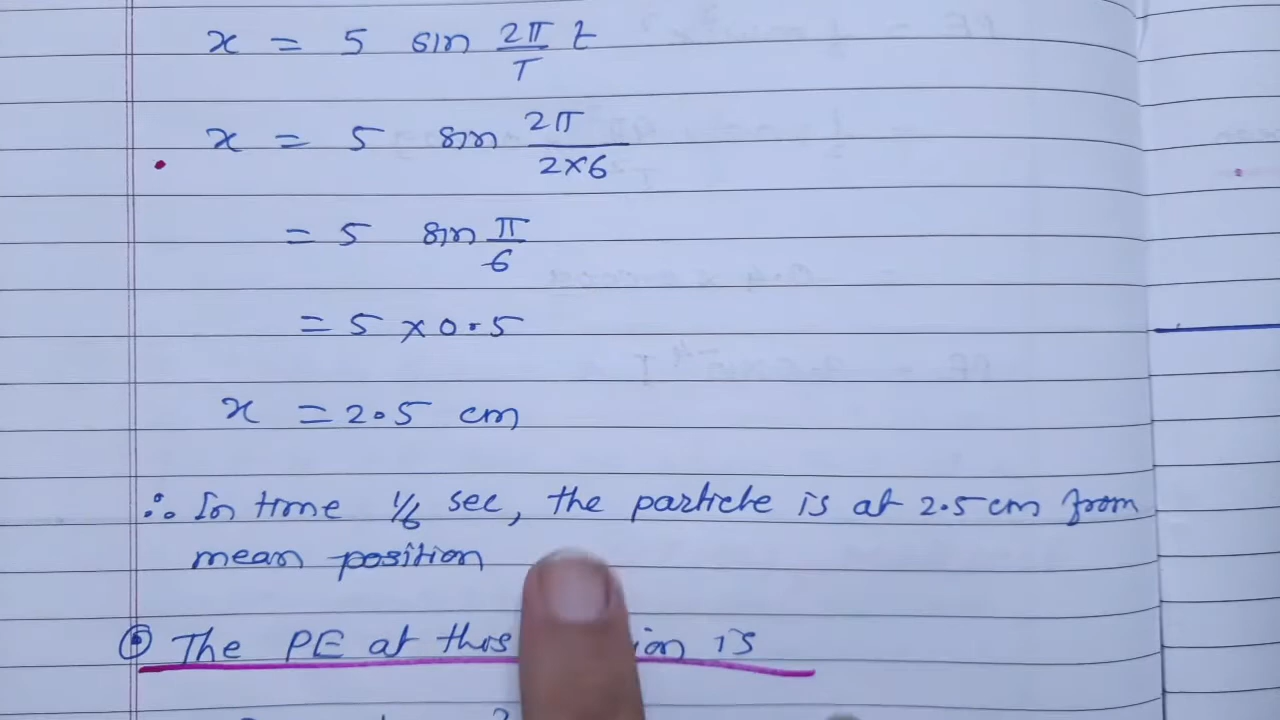 x = 5 sin 2π/T t
x = 5 sin 2π/2×6
= 5 sin π/6
= 5 × 0.5
x = 2.5 cm
∴ In time 1/6 sec, the particle is at 2.5 cm from
mean position
The PE at this is